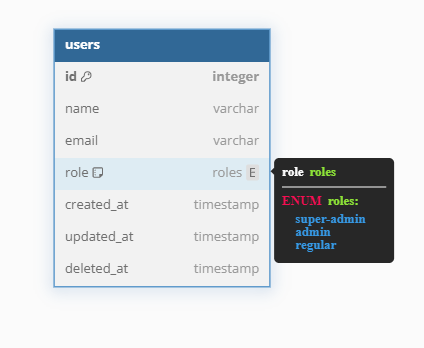 users
id integer
name varchar
email varchar
role roles E
role roles
ENUM roles:
super-admin
admin
regular
created_at timestamp
updated_at timestamp
deleted_at timestamp